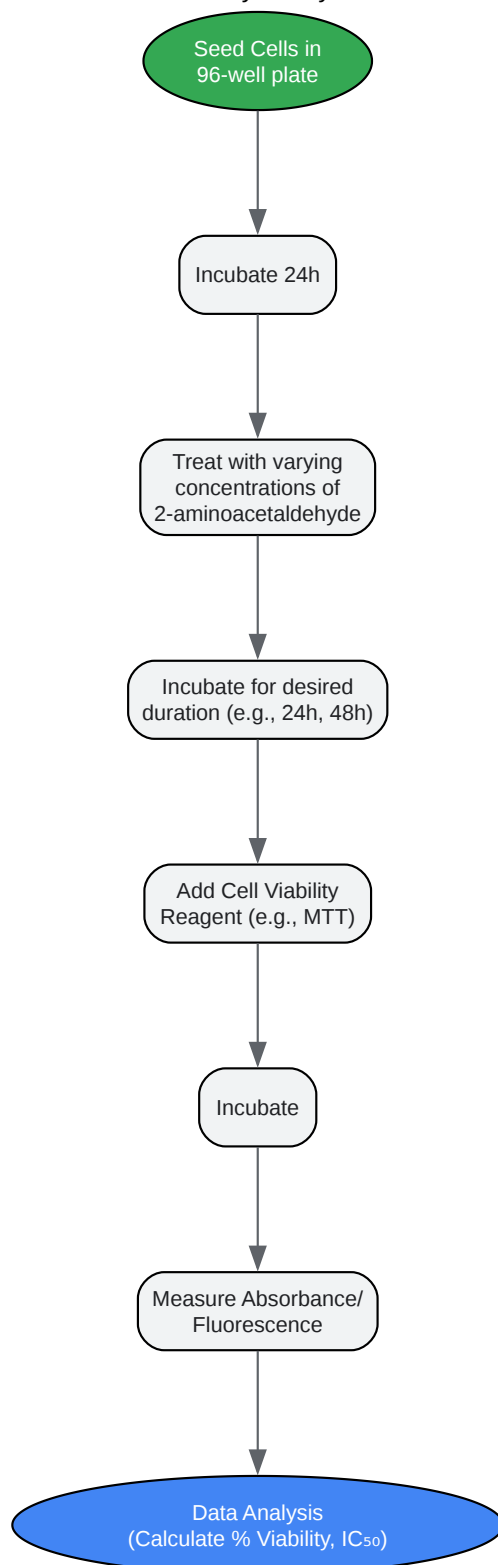 Seed Cells in
96-well plate
Incubate 24h
Treat with varying
concentrations of
2-aminoacetaldehyde
Incubate for desired
duration (e.g., 24h, 48h)
Add Cell Viability
Reagent (e.g., MTT)
Incubate
Measure Absorbance/
Fluorescence
Data Analysis
(Calculate % Viability, IC₅₀)